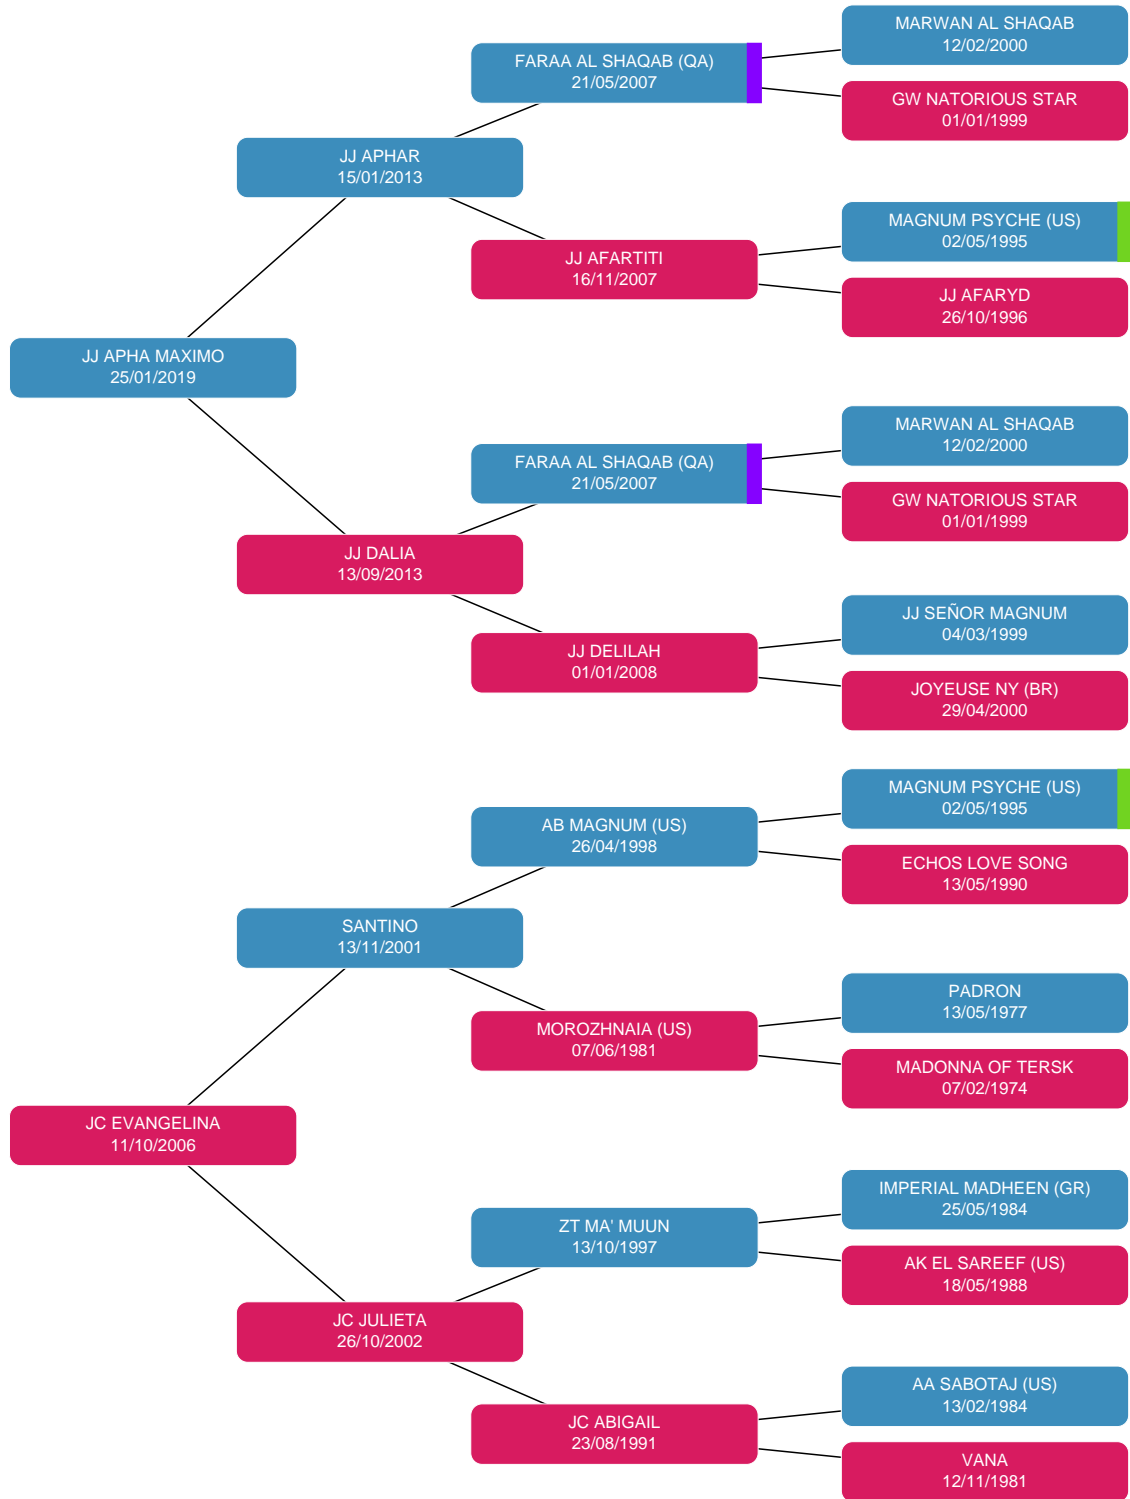 MARWAN AL SHAQAB
12/02/2000
FARAA AL SHAQAB (QA)
21/05/2007
GW NATORIOUS STAR
01/01/1999
JJ APHAR
15/01/2013
MAGNUM PSYCHE (US)
02/05/1995
JJ AFARTITI
16/11/2007
JJ AFARYD
26/10/1996
JJ APHA MAXIMO
25/01/2019
MARWAN AL SHAQAB
12/02/2000
FARAA AL SHAQAB (QA)
21/05/2007
GW NATORIOUS STAR
01/01/1999
JJ DALIA
13/09/2013
JJ SEÑOR MAGNUM
04/03/1999
JJ DELILAH
01/01/2008
JOYEUSE NY (BR)
29/04/2000
MAGNUM PSYCHE (US)
02/05/1995
AB MAGNUM (US)
26/04/1998
ECHOS LOVE SONG
13/05/1990
SANTINO
13/11/2001
PADRON
13/05/1977
MOROZHNAIA (US)
07/06/1981
MADONNA OF TERSK
07/02/1974
JC EVANGELINA
11/10/2006
IMPERIAL MADHEEN (GR)
25/05/1984
ZT MA' MUUN
13/10/1997
AK EL SAREEF (US)
18/05/1988
JC JULIETA
26/10/2002
AA SABOTAJ (US)
13/02/1984
JC ABIGAIL
23/08/1991
VANA
12/11/1981